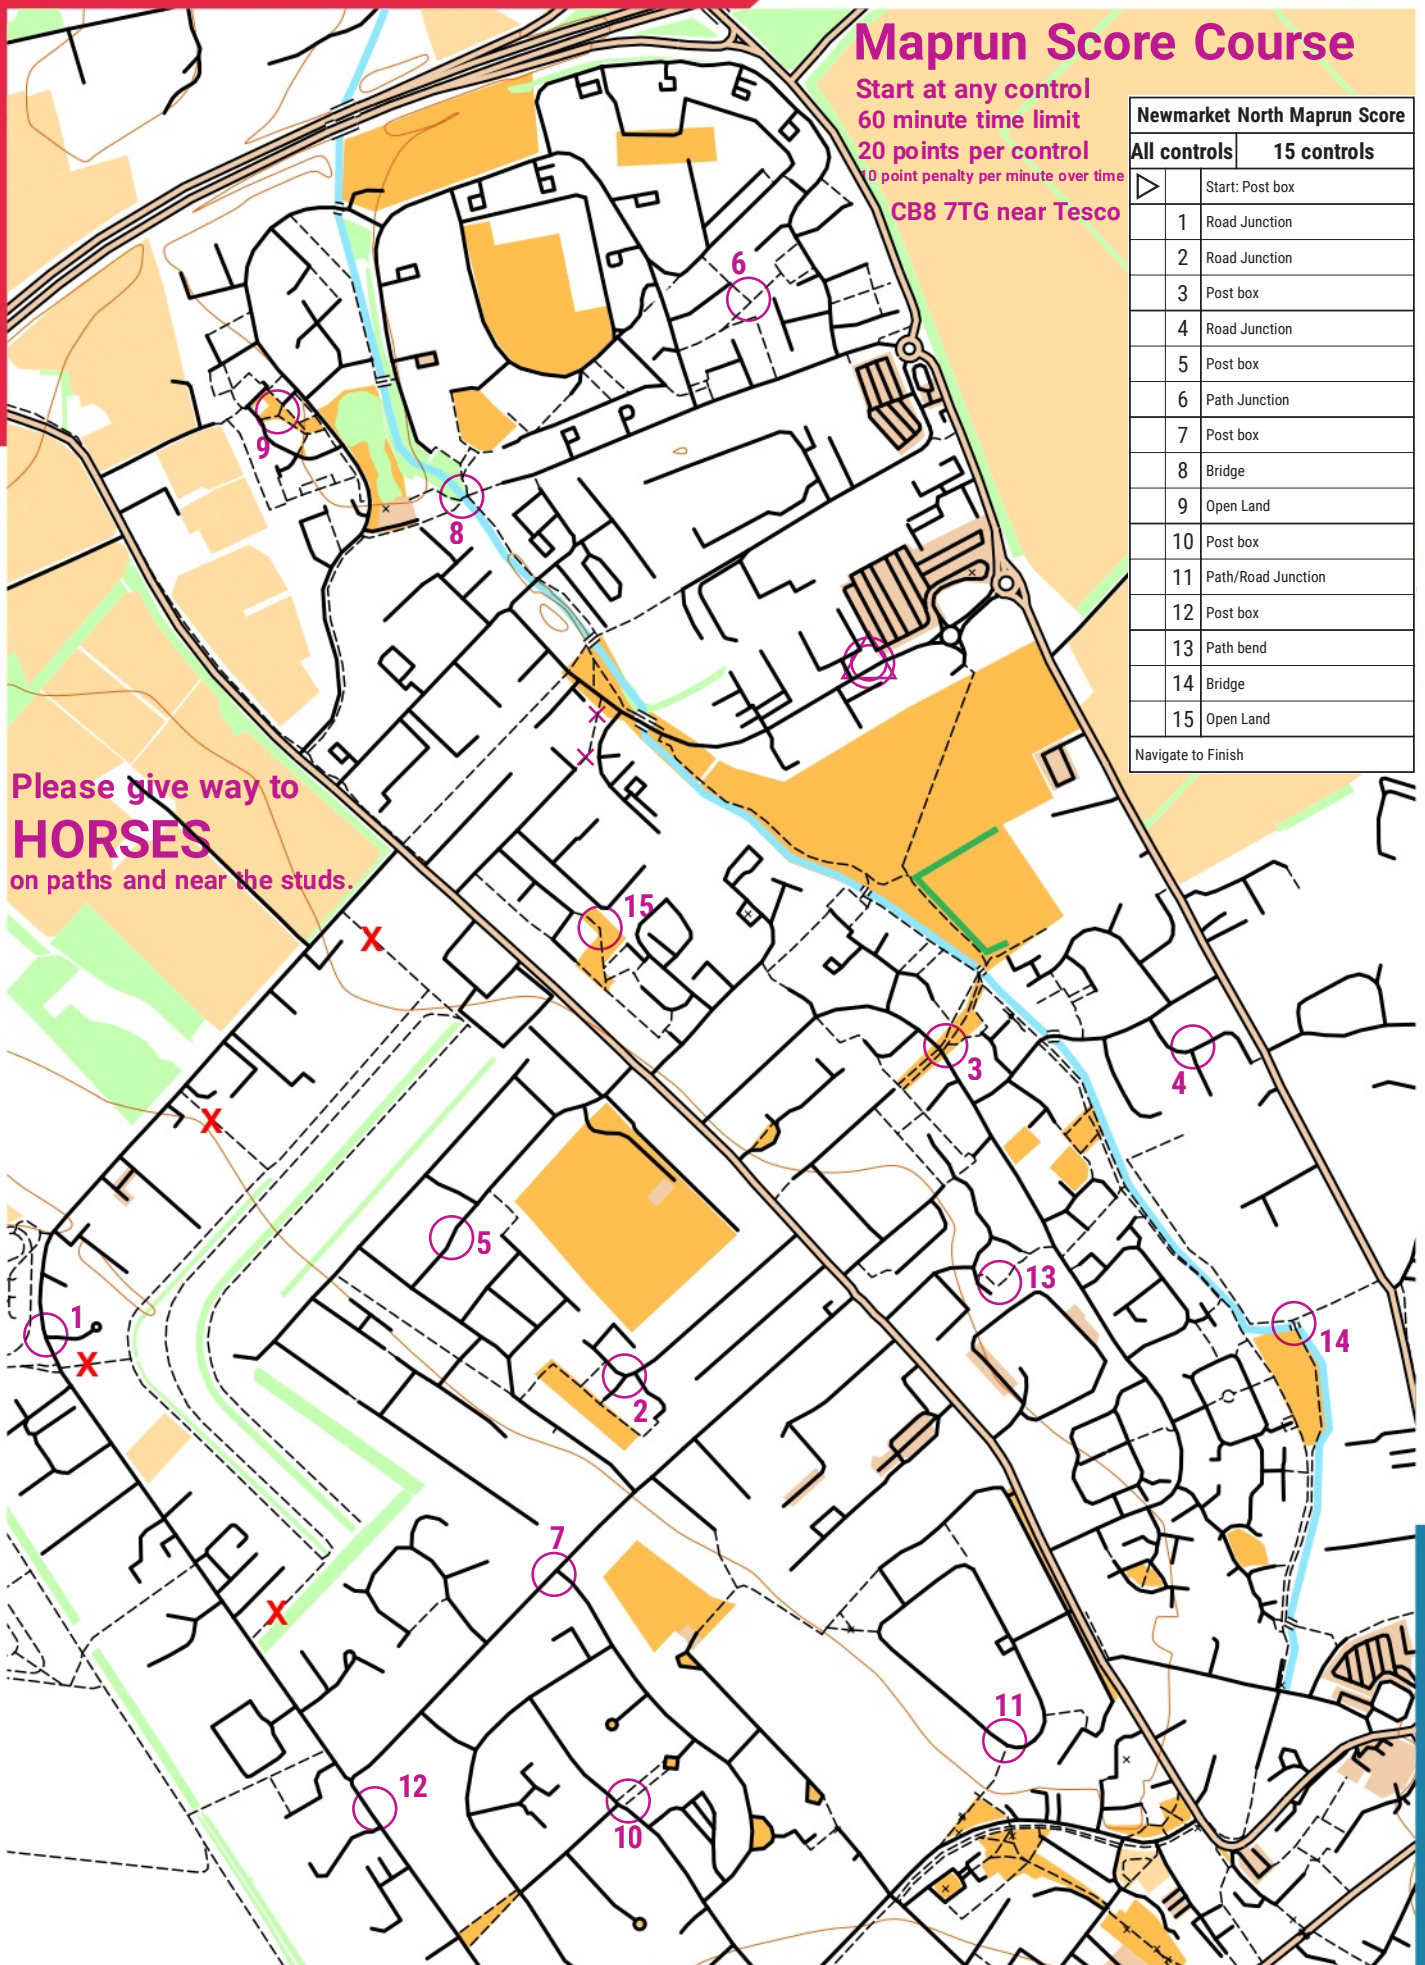 Maprun Score Course
Start at any control
60 minute time limit
20 points per control
10 point penalty per minute over time
CB8 7TG near Tesco
Newmarket North Maprun Score
All controls 15 controls
Start: Post box
1 Road Junction
2 Road Junction
3 Post box
4 Road Junction
5 Post box
6 Path Junction
7 Post box
8 Bridge
9 Open Land
10 Post box
11 Path/Road Junction
12 Post box
13 Path bend
14 Bridge
15 Open Land
Navigate to Finish
6
9
8
Please give way to
HORSES
on paths and near the studs.
15
X
3
4
X
5
13
1
14
X
2
7
X
11
12
10